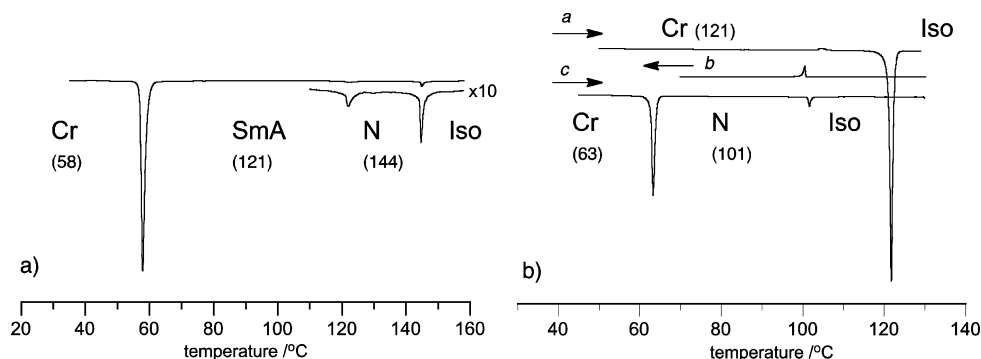 x10
Cr SmA N Iso
(58) (121) (144)
a)
20 40 60 80 100 120 140 160
temperature /°C
a Cr (121) Iso
b
c
Cr N Iso
(63) (101)
b)
40 60 80 100 120 140
temperature /°C